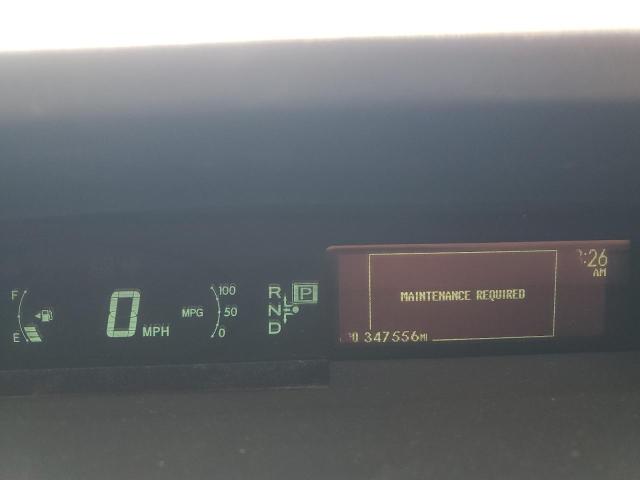 F
E
0 MPH
MPG
100
50
0
R
N
D
P
:26
AM
MAINTENANCE REQUIRED
347556MI